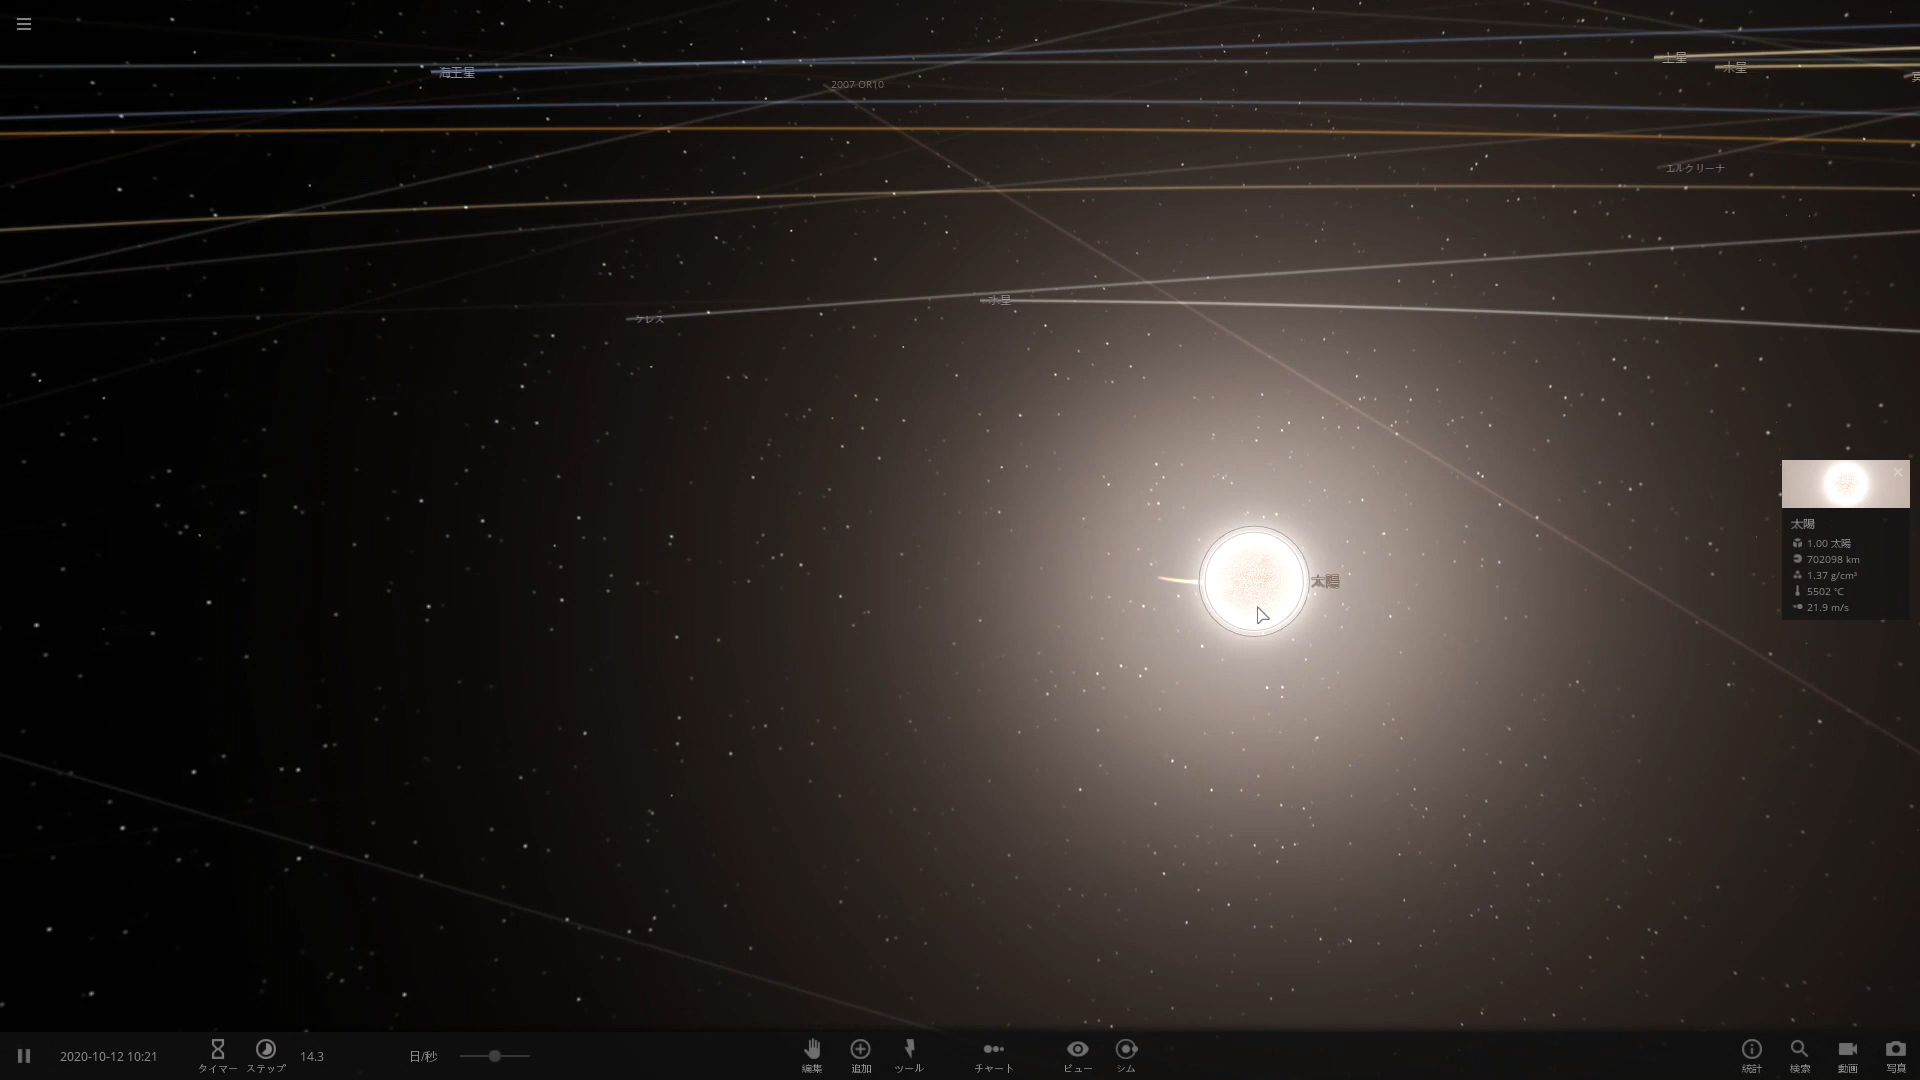 海王星
土星
木星
2007 OR10
エルクリーナ
水星
ケレス
太陽
太陽
1.00 太陽
702098 km
1.37 g/cm³
5502 ℃
21.9 m/s
2020-10-12 10:21
タイマー
ステップ
14.3
日/秒
編集
追加
ツール
チャート
ビュー
シム
統計
検索
動画
写真